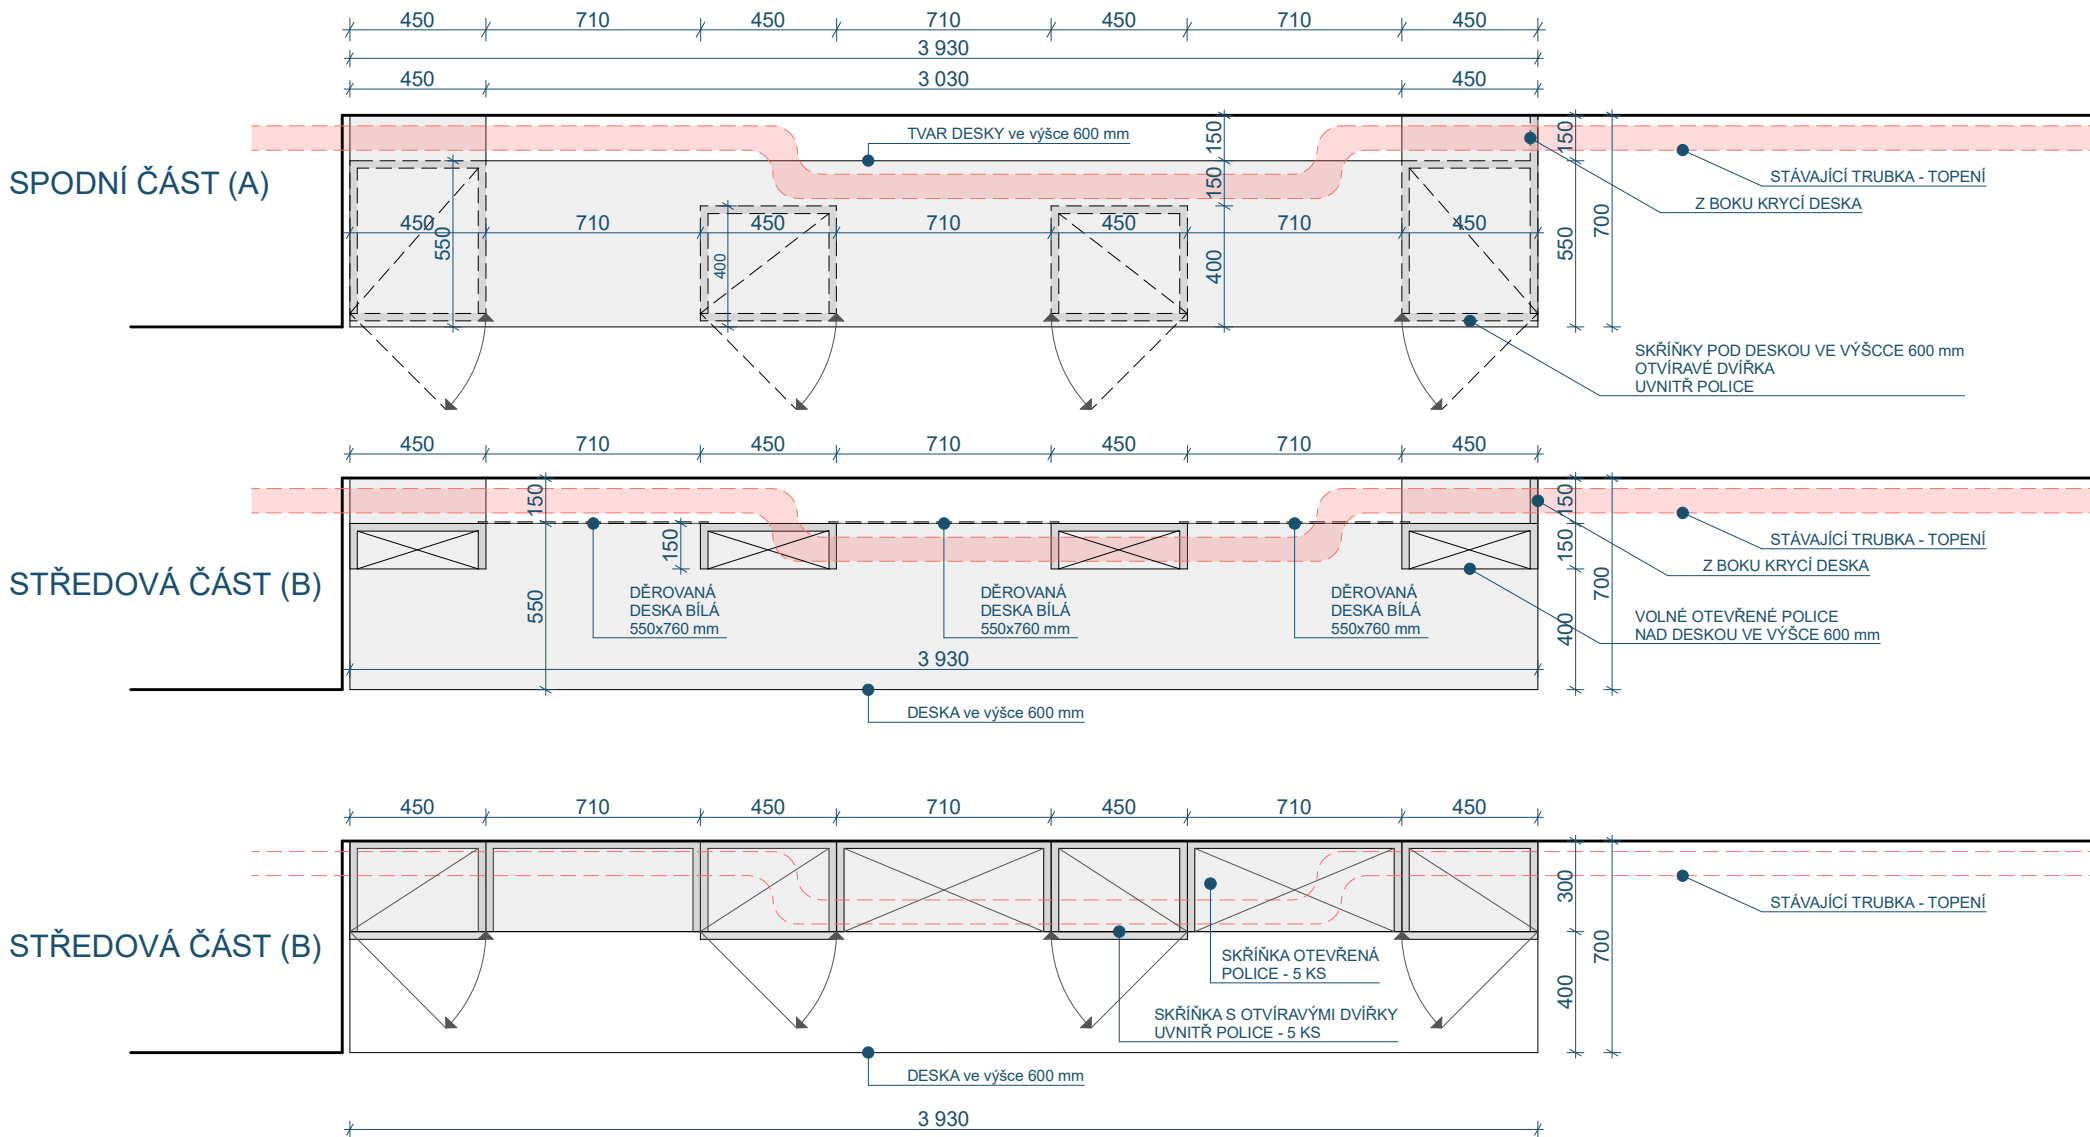 450 710 450 710 450 710 450
3 930
450 3 030 450
TVAR DESKY ve výšce 600 mm
150
150
SPODNÍ ČÁST (A)
STÁVAJÍCÍ TRUBKA - TOPENÍ
150
Z BOKU KRYCÍ DESKA
450 710 450 710 450 710 450
550
400
400
550
700
SKŘÍŇKY POD DESKOU VE VÝŠCCE 600 mm
OTVÍRAVÉ DVÍŘKA
UVNITŘ POLICE
450 710 450 710 450 710 450
150
150
STÁVAJÍCÍ TRUBKA - TOPENÍ
150
150
Z BOKU KRYCÍ DESKA
STŘEDOVÁ ČÁST (B)
550
DĚROVANÁ
DESKA BÍLÁ
550x760 mm
DĚROVANÁ
DESKA BÍLÁ
550x760 mm
DĚROVANÁ
DESKA BÍLÁ
550x760 mm
400
700
VOLNÉ OTEVŘENÉ POLICE
NAD DESKOU VE VÝŠCE 600 mm
3 930
DESKA ve výšce 600 mm
450 710 450 710 450 710 450
300
STÁVAJÍCÍ TRUBKA - TOPENÍ
STŘEDOVÁ ČÁST (B)
700
SKŘÍŇKA OTEVŘENÁ
POLICE - 5 KS
400
SKŘÍŇKA S OTVÍRAVÝMI DVÍŘKY
UVNITŘ POLICE - 5 KS
DESKA ve výšce 600 mm
3 930